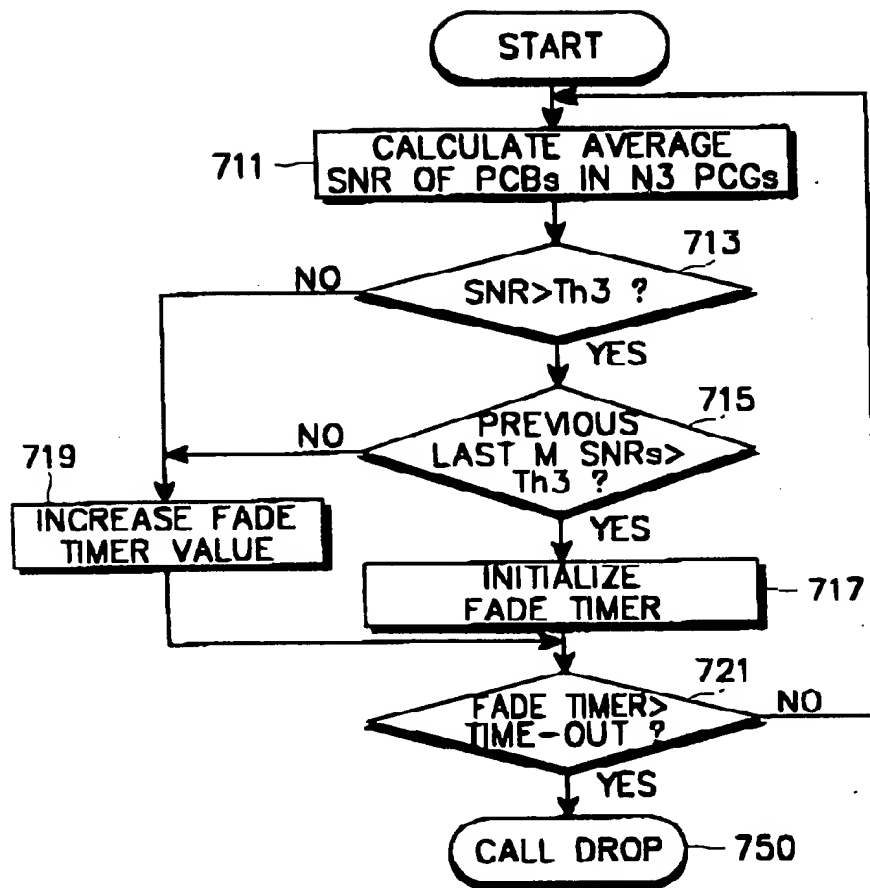 START
711
CALCULATE AVERAGE
SNR OF PCBs IN N3 PCGs
713
NO
SNR>Th3 ?
YES
715
NO
PREVIOUS
LAST M SNRs>
Th3 ?
719
YES
INCREASE FADE
TIMER VALUE
INITIALIZE
FADE TIMER
717
721
FADE TIMER>
TIME-OUT ?
NO
YES
CALL DROP
750